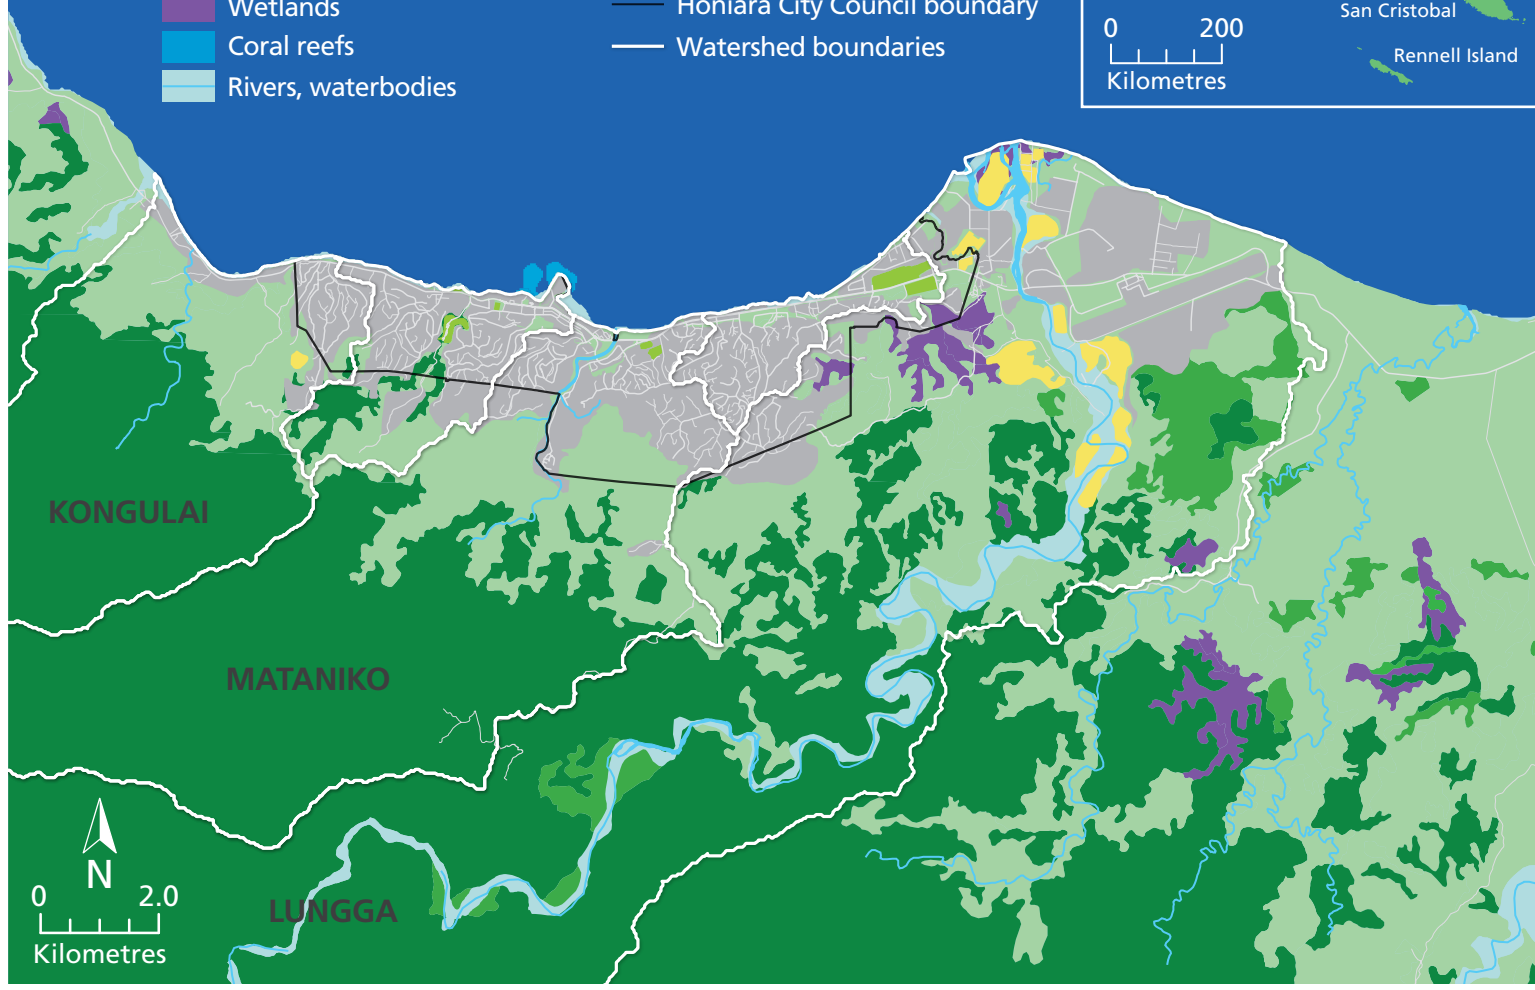 Wetlands
Coral reefs
Rivers, waterbodies
Honiara City Council boundary
Watershed boundaries
0 200
Kilometres
San Cristobal
Rennell Island
KONGULAI
MATANIKO
LUNGGA
N
0 2.0
Kilometres